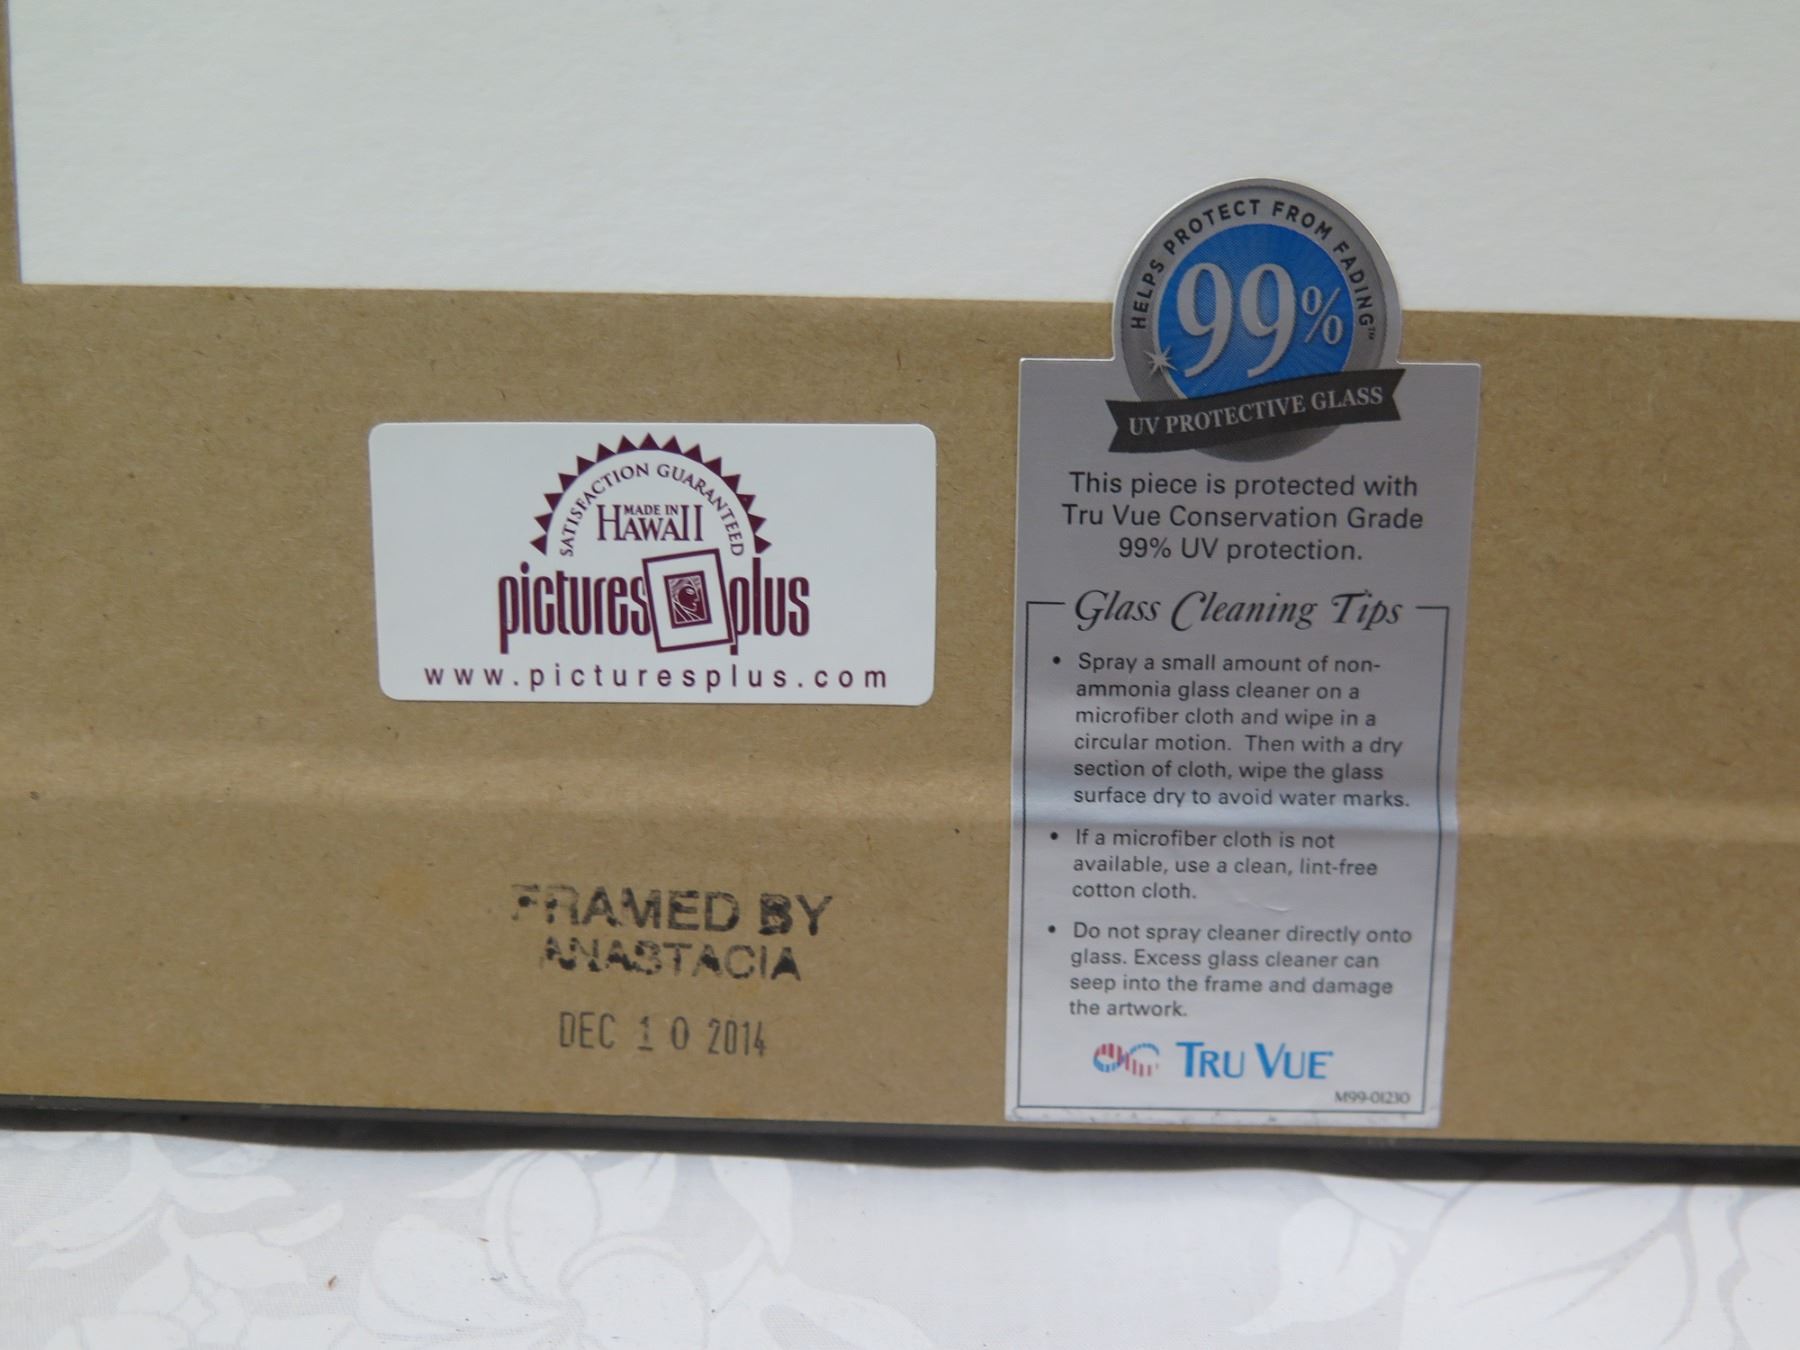 SATISFACTION GUARANTEED
MADE IN
HAWAII
pictures plus
www.picturesplus.com
FRAMED BY
ANASTACIA
DEC 10 2014
HELPS PROTECT FROM FADING™
99%
UV PROTECTIVE GLASS
This piece is protected with
Tru Vue Conservation Grade
99% UV protection.
Glass Cleaning Tips
• Spray a small amount of non-
ammonia glass cleaner on a
microfiber cloth and wipe in a
circular motion. Then with a dry
section of cloth, wipe the glass
surface dry to avoid water marks.
• If a microfiber cloth is not
available, use a clean, lint-free
cotton cloth.
• Do not spray cleaner directly onto
glass. Excess glass cleaner can
seep into the frame and damage
the artwork.
TRU VUE®
M99-01230